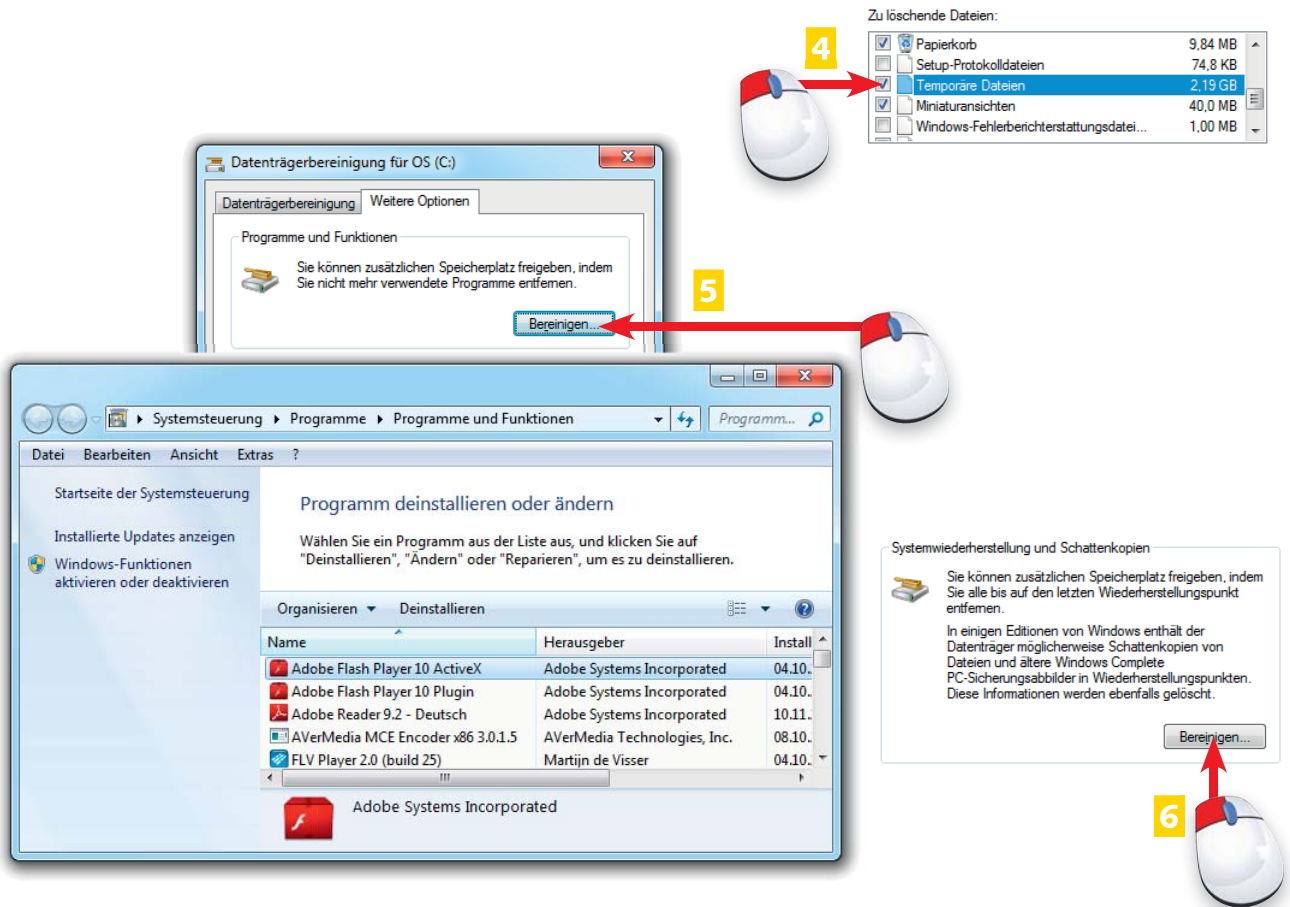 Zu löschende Dateien:
4
Papierkorb 9,84 MB
Setup-Protokolldateien 74,8 KB
Temporäre Dateien 2,19 GB
Miniaturansichten 40,0 MB
Windows-Fehlerberichterstattungsdatei... 1,00 MB
Datenträgerbereinigung für OS (C:)
Datenträgerbereinigung Weitere Optionen
Programme und Funktionen
Sie können zusätzlichen Speicherplatz freigeben, indem
Sie nicht mehr verwendete Programme entfernen.
5
Bereinigen...
Systemsteuerung Programme Programme und Funktionen Programm...
Datei Bearbeiten Ansicht Extras ?
Startseite der Systemsteuerung
Installierte Updates anzeigen
Windows-Funktionen
aktivieren oder deaktivieren
Programm deinstallieren oder ändern
Wählen Sie ein Programm aus der Liste aus, und klicken Sie auf
"Deinstallieren", "Ändern" oder "Reparieren", um es zu deinstallieren.
Organisieren Deinstallieren ?
Name Herausgeber Install
Adobe Flash Player 10 ActiveX Adobe Systems Incorporated 04.10.
Adobe Flash Player 10 Plugin Adobe Systems Incorporated 04.10.
Adobe Reader 9.2 - Deutsch Adobe Systems Incorporated 10.11.
AVerMedia MCE Encoder x86 3.0.1.5 AVerMedia Technologies, Inc. 08.10.
FLV Player 2.0 (build 25) Martijn de Visser 04.10.
Adobe Systems Incorporated
Systemwiederherstellung und Schattenkopien
Sie können zusätzlichen Speicherplatz freigeben, indem
Sie alle bis auf den letzten Wiederherstellungspunkt
entfernen.
In einigen Editionen von Windows enthält der
Datenträger möglicherweise Schattenkopien von
Dateien und ältere Windows Complete
PC-Sicherungsabbilder in Wiederherstellungspunkten.
Diese Informationen werden ebenfalls gelöscht.
Bereinigen...
6